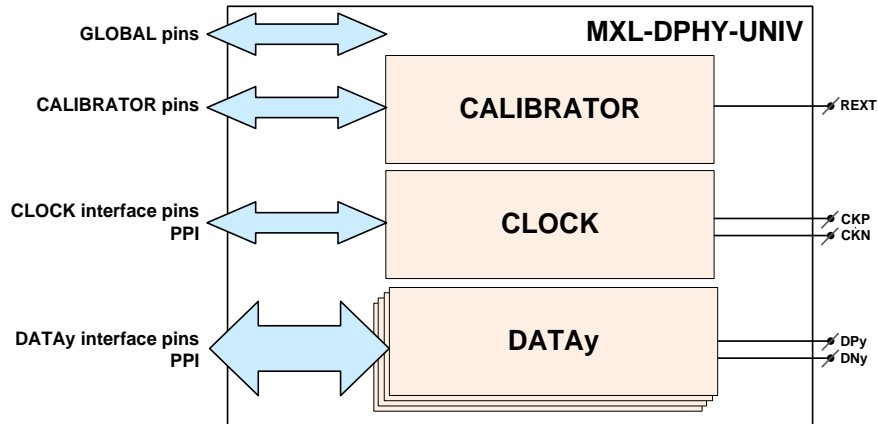 GLOBAL pins
MXL-DPHY-UNIV
CALIBRATOR pins
CALIBRATOR
REXT
CLOCK interface pins
PPI
CLOCK
CKP
CKN
DATAy interface pins
PPI
DATAy
DPy
DNy